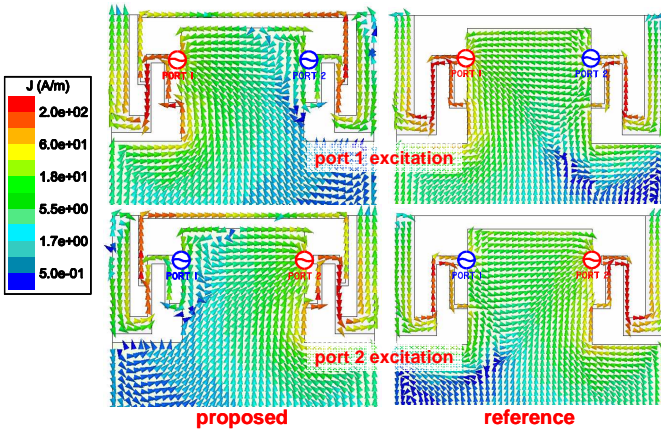 J (A/m)
2.0e+02
6.0e+01
1.8e+01
5.5e+00
1.7e+00
5.0e-01
PORT 1
PORT 2
PORT 1
PORT 2
port 1 excitation
PORT 1
PORT 2
PORT 1
PORT 2
port 2 excitation
proposed
reference